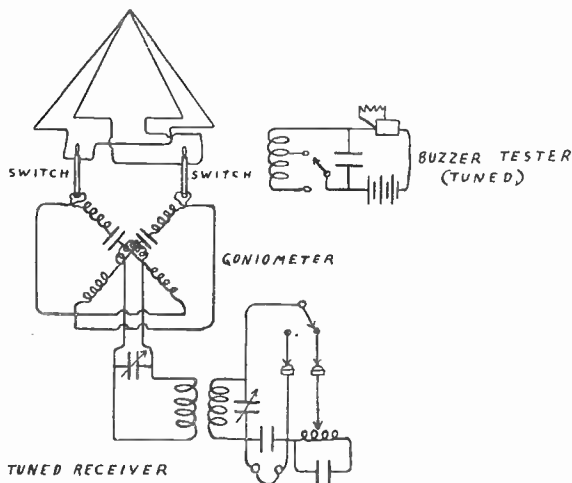 SWITCH
SWITCH
BUZZER TESTER
(TUNED)
GONIOMETER
TUNED RECEIVER